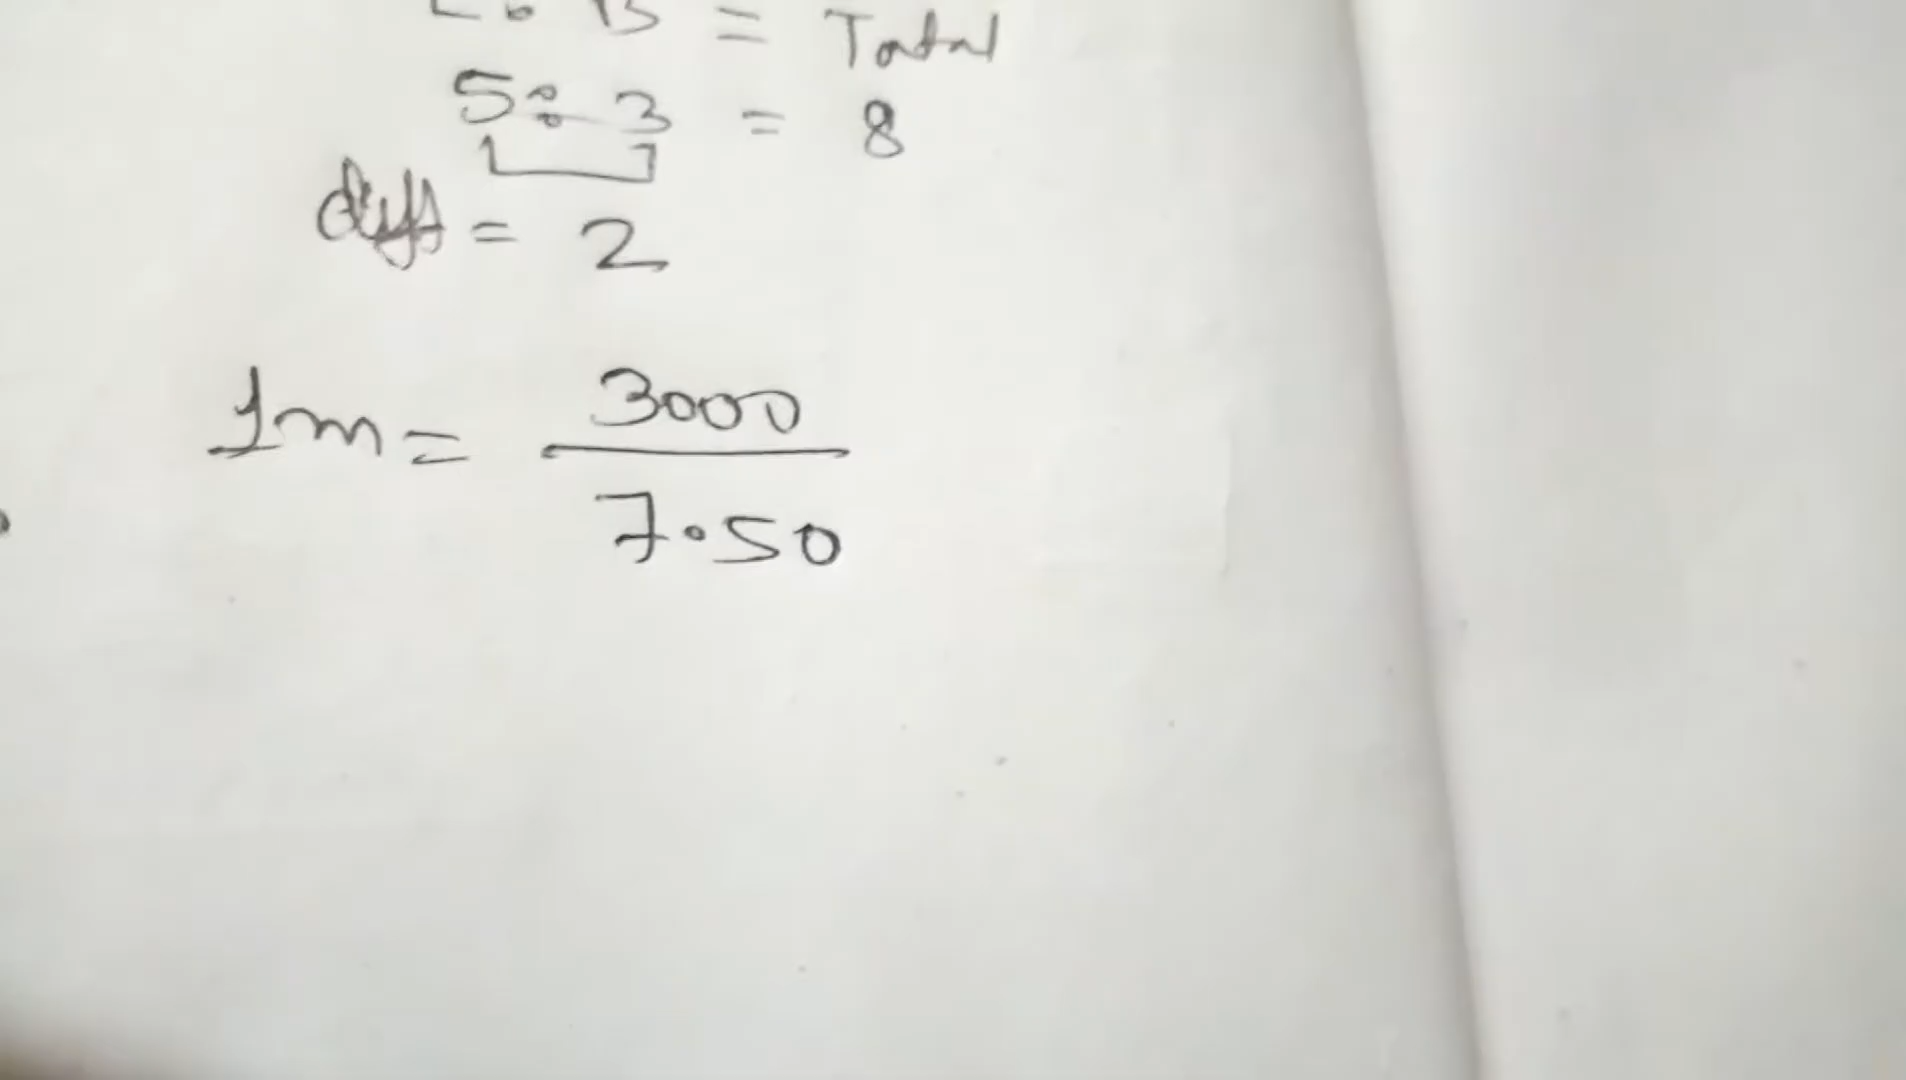 L : B = Total
5 : 3 = 8
diff = 2
1m = 3000
7.50